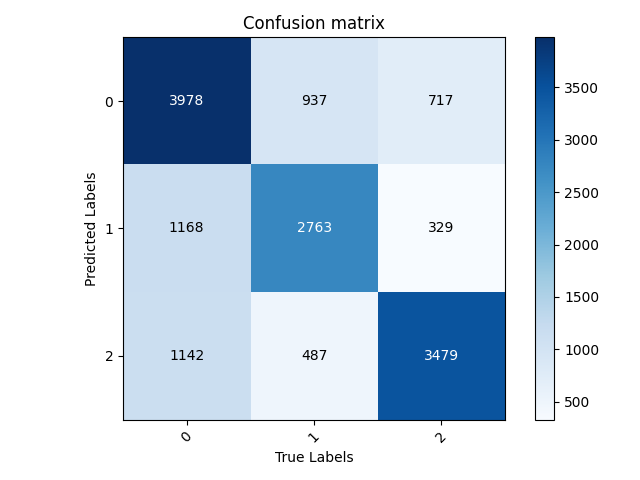 Confusion matrix
Predicted Labels
0 3978 937 717
1 1168 2763 329
2 1142 487 3479
0 1 2
True Labels
3500
3000
2500
2000
1500
1000
500